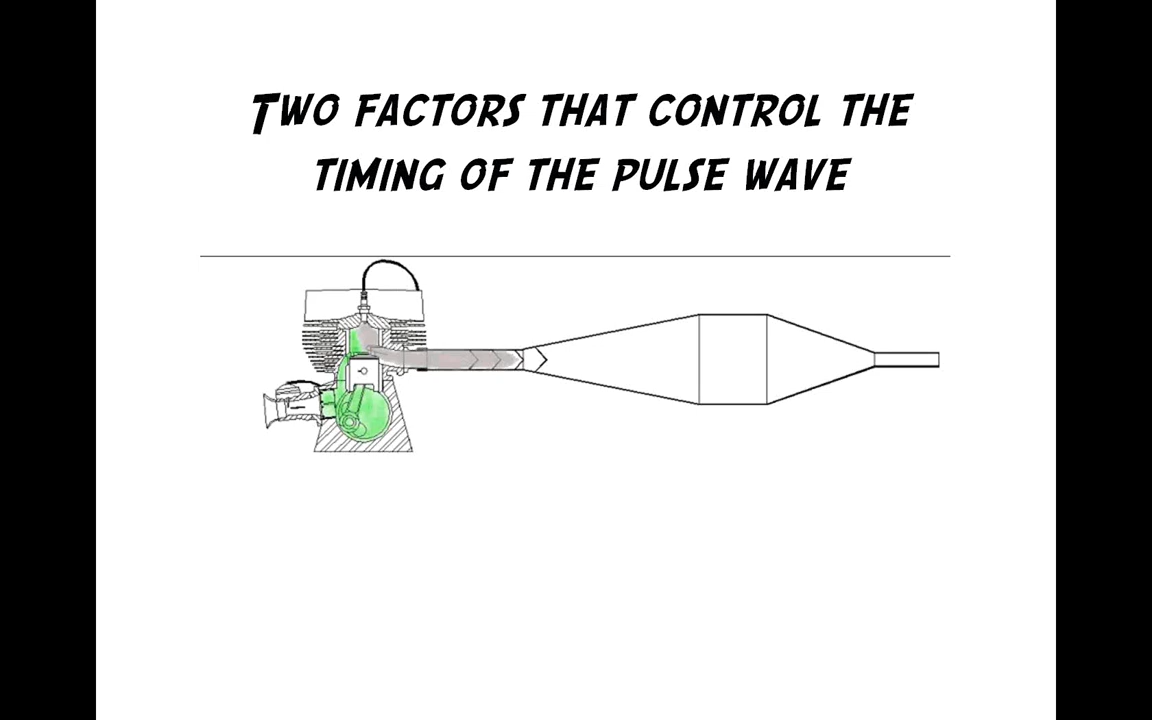 Two factors that control the
timing of the pulse wave